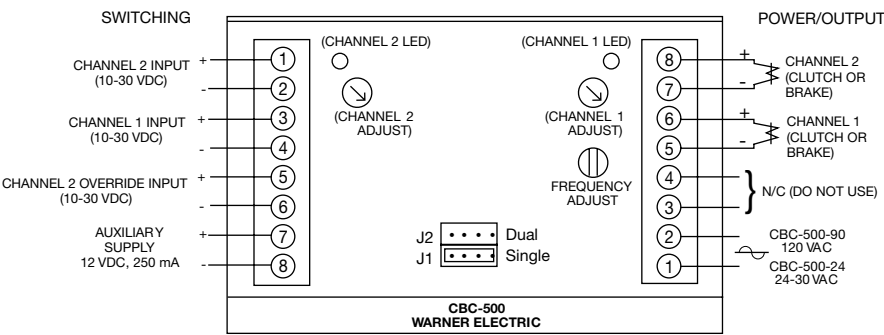 SWITCHING
POWER/OUTPUT
(CHANNEL 2 LED)
(CHANNEL 1 LED)
CHANNEL 2 INPUT
(10-30 VDC)
+
-
1
2
CHANNEL 1 INPUT
(10-30 VDC)
+
-
3
4
CHANNEL 2 OVERRIDE INPUT
(10-30 VDC)
+
-
5
6
AUXILIARY
SUPPLY
12 VDC, 250 mA
+
-
7
8
(CHANNEL 2
ADJUST)
(CHANNEL 1
ADJUST)
FREQUENCY
ADJUST
J2
Dual
J1
Single
8
7
+
-
CHANNEL 2
(CLUTCH OR
BRAKE)
6
5
+
-
CHANNEL 1
(CLUTCH OR
BRAKE)
4
3
N/C (DO NOT USE)
2
1
CBC-500-90
120 VAC
CBC-500-24
24-30 VAC
CBC-500
WARNER ELECTRIC